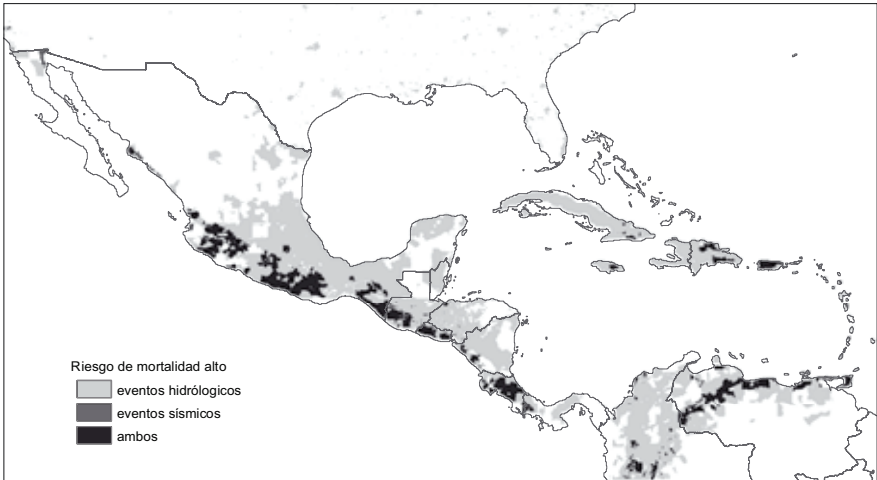 Riesgo de mortalidad alto
eventos hidrólogicos
eventos sísmicos
ambos